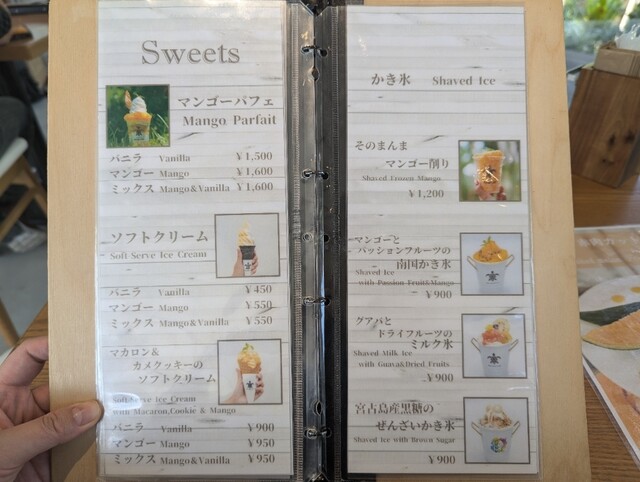 Sweets
マンゴーパフェ
Mango Parfait
バニラ Vanilla ¥1,500
マンゴー Mango ¥1,600
ミックス Mango&Vanilla ¥1,600
ソフトクリーム
Soft Serve Ice Cream
バニラ Vanilla ¥450
マンゴー Mango ¥550
ミックス Mango&Vanilla ¥550
マカロン&
カメクッキーの
ソフトクリーム
Soft Serve Ice Cream
with Macaron,Cookie & Mango
バニラ Vanilla ¥900
マンゴー Mango ¥950
ミックス Mango&Vanilla ¥950
かき氷 Shaved Ice
そのまんま
マンゴー削り
Shaved Frozen Mango
¥1,200
マンゴーと
パッションフルーツの
南国かき氷
Shaved Ice
with Passion Fruit&Mango
¥900
グアバと
ドライフルーツの
ミルク氷
Shaved Milk Ice
with Guava&Dried Fruits
¥900
宮古島産黒糖の
ぜんざいかき氷
Shaved Ice with Brown Sugar
¥900